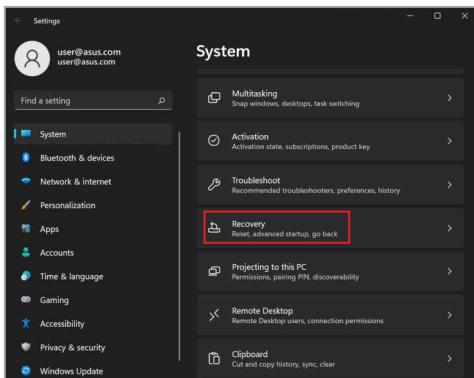 Settings
user@asus.com
user@asus.com
Find a setting
System
Bluetooth & devices
Network & internet
Personalization
Apps
Accounts
Time & language
Gaming
Accessibility
Privacy & security
Windows Update
System
Multitasking
Snap windows, desktops, task switching
Activation
Activation state, subscriptions, product key
Troubleshoot
Recommended troubleshooters, preferences, history
Recovery
Reset, advanced startup, go back
Projecting to this PC
Permissions, pairing PIN, discoverability
Remote Desktop
Remote Desktop users, connection permissions
Clipboard
Cut and copy history, sync, clear